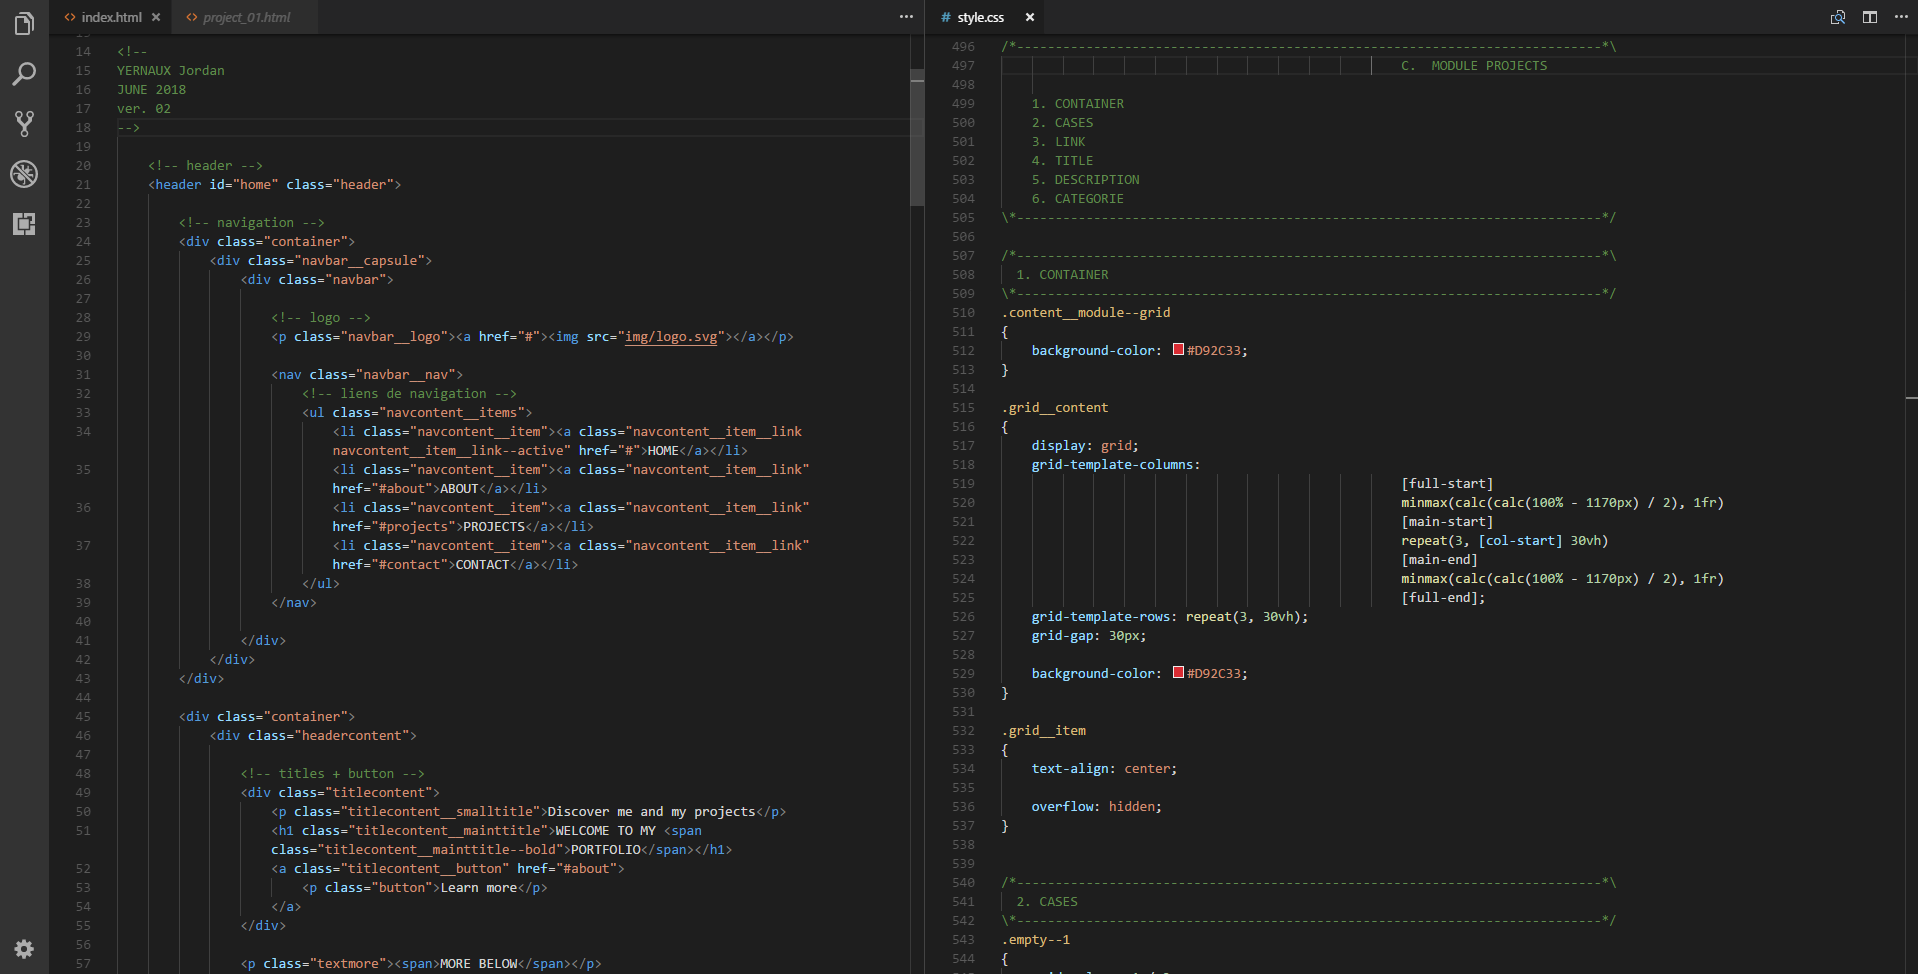 index.html
project_01.html
14 <!--
15 YERNAUX Jordan
16 JUNE 2018
17 ver. 02
18 -->
19
20 <!-- header -->
21 <header id="home" class="header">
22
23 <!-- navigation -->
24 <div class="container">
25 <div class="navbar__capsule">
26 <div class="navbar">
27
28 <!-- logo -->
29 <p class="navbar__logo"><a href="#"><img src="img/logo.svg"></a></p>
30
31 <nav class="navbar__nav">
32 <!-- liens de navigation -->
33 <ul class="navcontent__items">
34 <li class="navcontent__item"><a class="navcontent__item__link
navcontent__item__link--active" href="#">HOME</a></li>
35 <li class="navcontent__item"><a class="navcontent__item__link"
href="#about">ABOUT</a></li>
36 <li class="navcontent__item"><a class="navcontent__item__link"
href="#projects">PROJECTS</a></li>
37 <li class="navcontent__item"><a class="navcontent__item__link"
href="#contact">CONTACT</a></li>
38 </ul>
39 </nav>
40
41 </div>
42 </div>
43 </div>
44
45 <div class="container">
46 <div class="headercontent">
47
48 <!-- titles + button -->
49 <div class="titlecontent">
50 <p class="titlecontent__smalltitle">Discover me and my projects</p>
51 <h1 class="titlecontent__mainttitle">WELCOME TO MY <span
class="titlecontent__mainttitle--bold">PORTFOLIO</span></h1>
52 <a class="titlecontent__button" href="#about">
53 <p class="button">Learn more</p>
54 </a>
55 </div>
56
57 <p class="textmore"><span>MORE BELOW</span></p>
# style.css
496 /*----------------------------------------------------------------------------*\
497 C. MODULE PROJECTS
498
499 1. CONTAINER
500 2. CASES
501 3. LINK
502 4. TITLE
503 5. DESCRIPTION
504 6. CATEGORIE
505 \*----------------------------------------------------------------------------*/
506
507 /*----------------------------------------------------------------------------*\
508 1. CONTAINER
509 \*----------------------------------------------------------------------------*/
510 .content__module--grid
511 {
512 background-color: #D92C33;
513 }
514
515 .grid__content
516 {
517 display: grid;
518 grid-template-columns:
519 [full-start]
520 minmax(calc(calc(100% - 1170px) / 2), 1fr)
521 [main-start]
522 repeat(3, [col-start] 30vh)
523 [main-end]
524 minmax(calc(calc(100% - 1170px) / 2), 1fr)
525 [full-end];
526 grid-template-rows: repeat(3, 30vh);
527 grid-gap: 30px;
528
529 background-color: #D92C33;
530 }
531
532 .grid__item
533 {
534 text-align: center;
535
536 overflow: hidden;
537 }
538
539
540 /*----------------------------------------------------------------------------*\
541 2. CASES
542 \*----------------------------------------------------------------------------*/
543 .empty--1
544 {